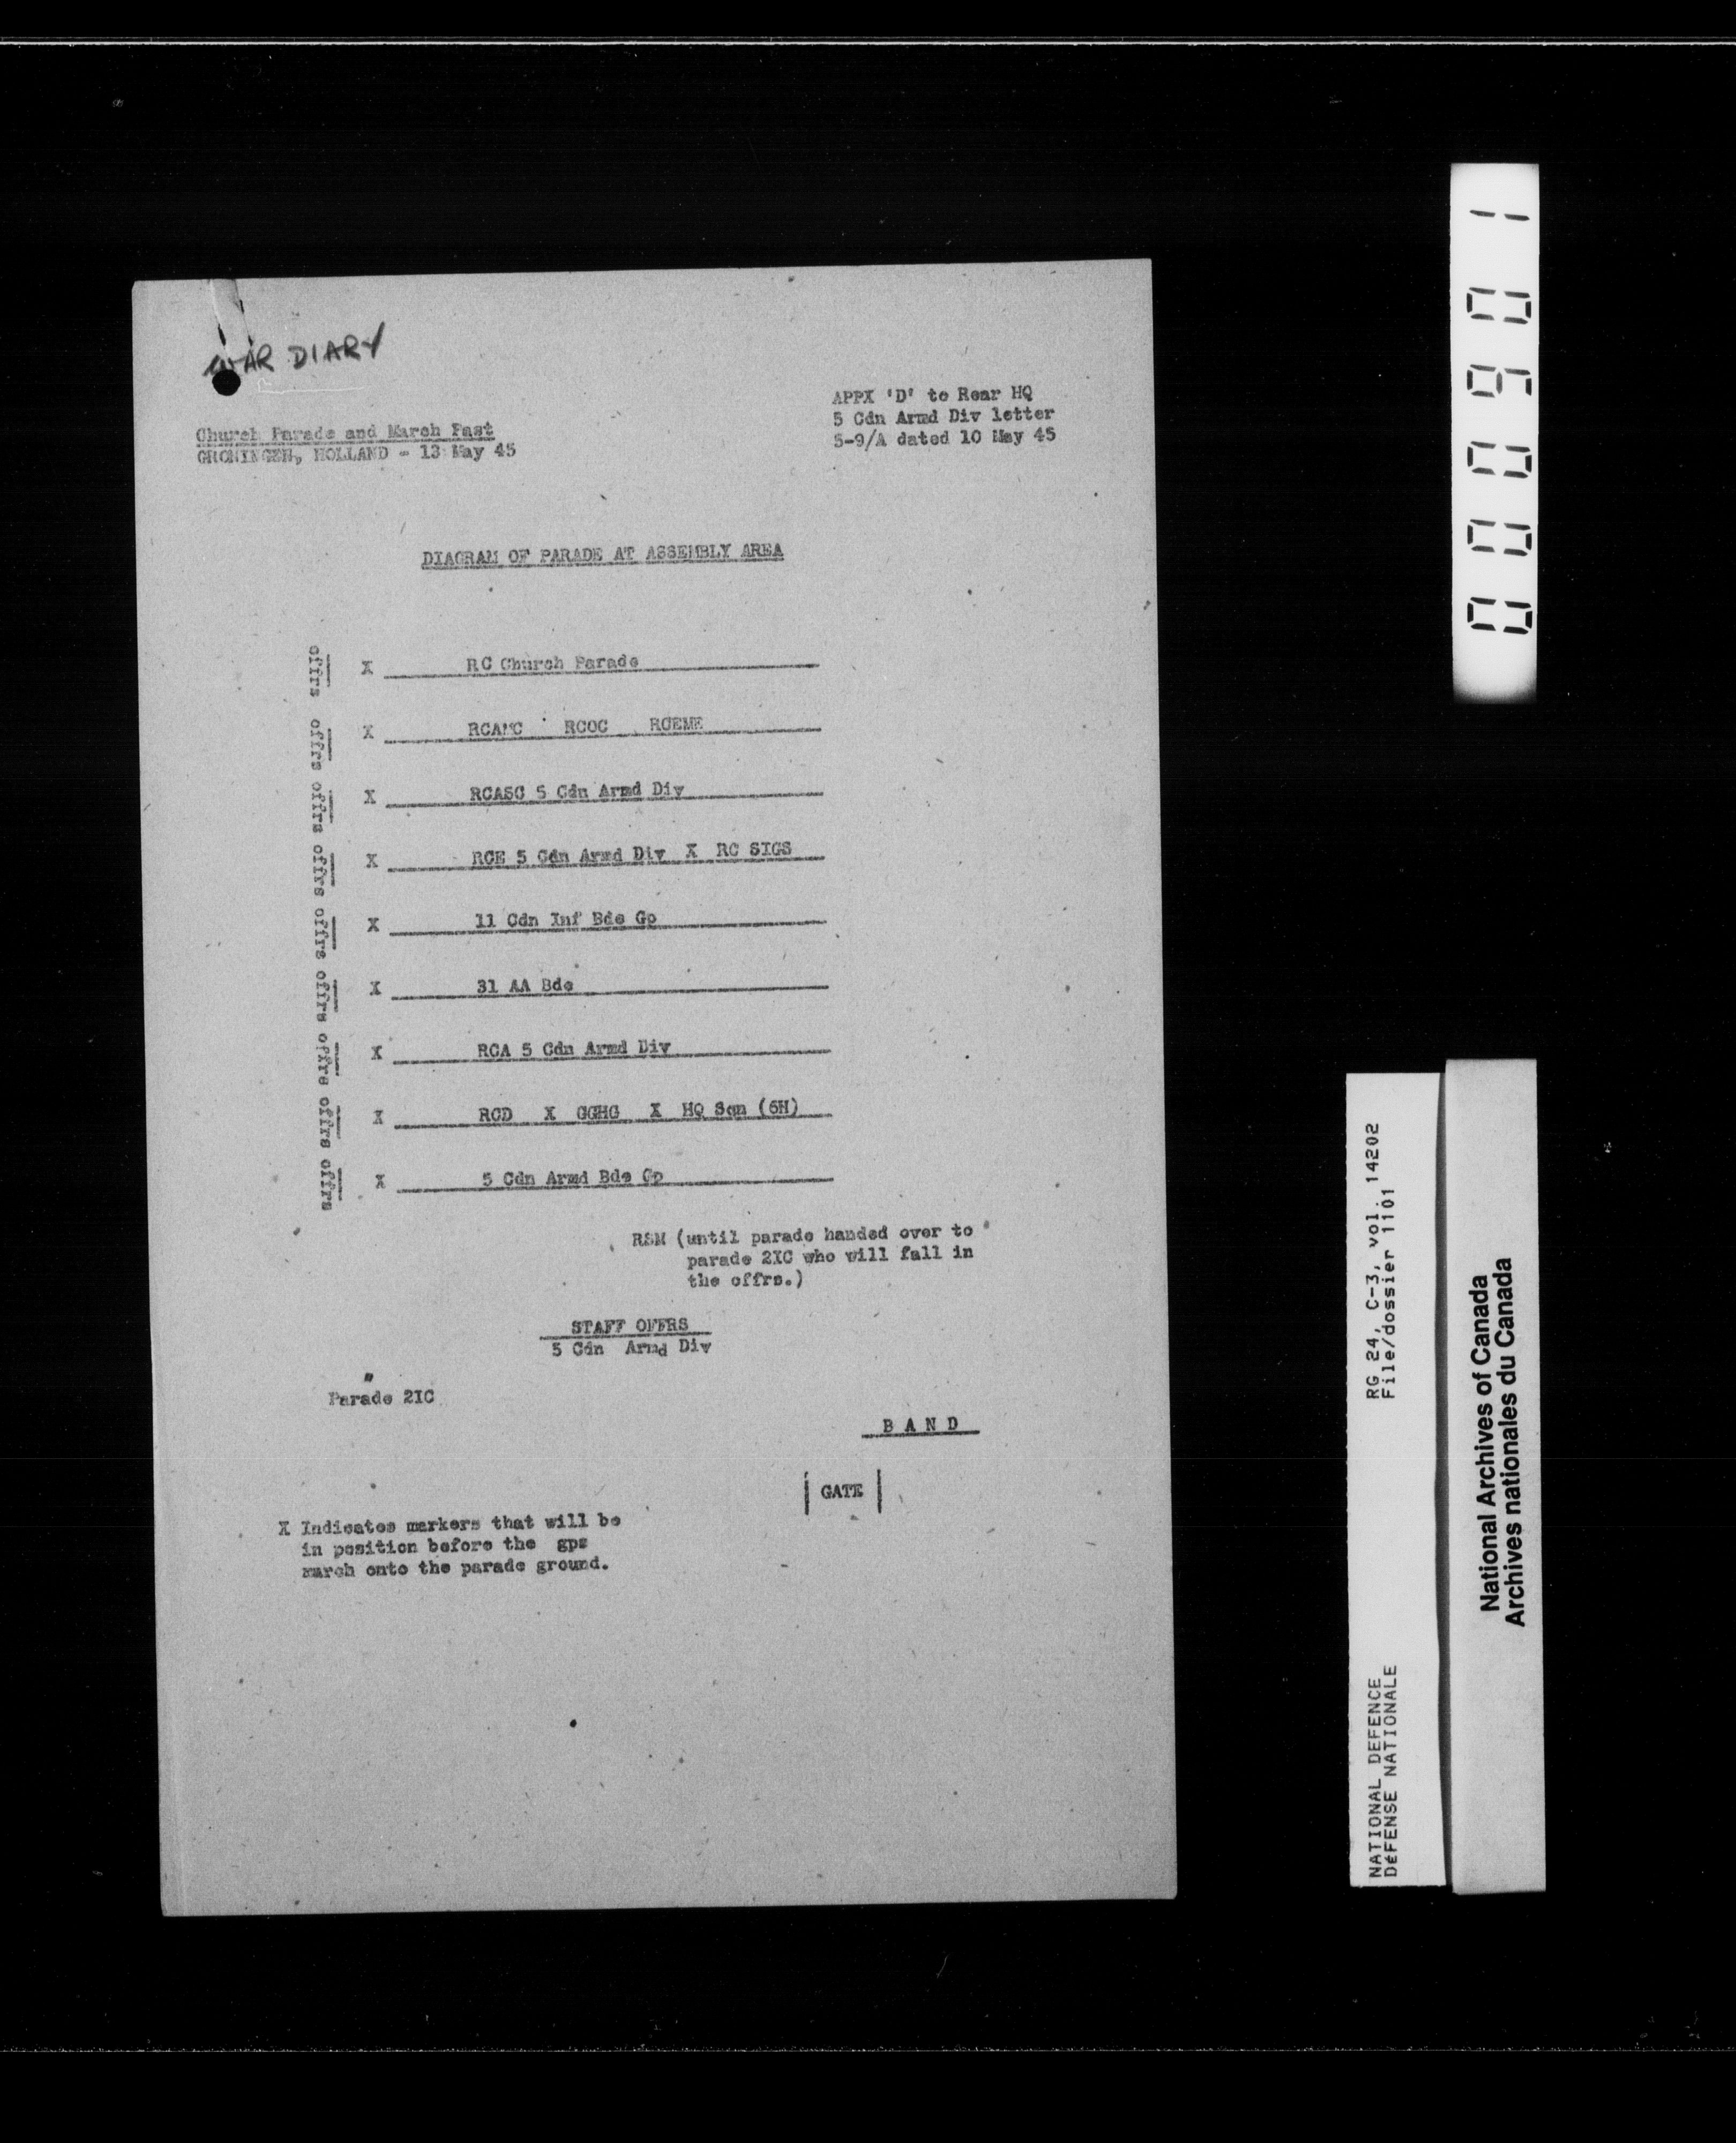 WAR DIARY
APPX 'D' to Rear HQ
5 Cdn Armd Div letter
5-9/A dated 10 May 45
Church Parade and March Past
GRONINGEN, HOLLAND - 13 May 45
DIAGRAM OF PARADE AT ASSEMBLY AREA
offrs X RC Church Parade
offrs X RCAMC RCOC RCEME
offrs X RCASC 5 Cdn Armd Div
offrs X RCE 5 Cdn Armd Div X RC SIGS
offrs X 11 Cdn Inf Bde Gp
offrs X 31 AA Bde
offrs X RCA 5 Cdn Armd Div
offrs X RCD X GGHG X HQ Sqn (6H)
offrs X 5 Cdn Armd Bde Gp
RSM (until parade handed over to
parade 2IC who will fall in
the offrs.)
STAFF OFFRS
5 Cdn Armd Div
Parade 2IC
B A N D
GATE
X Indicates markers that will be
in position before the gps
march onto the parade ground.
000901
RG 24, C-3, vol. 14202
File/dossier 1101
NATIONAL DEFENCE
DéFENSE NATIONALE
National Archives of Canada
Archives nationales du Canada